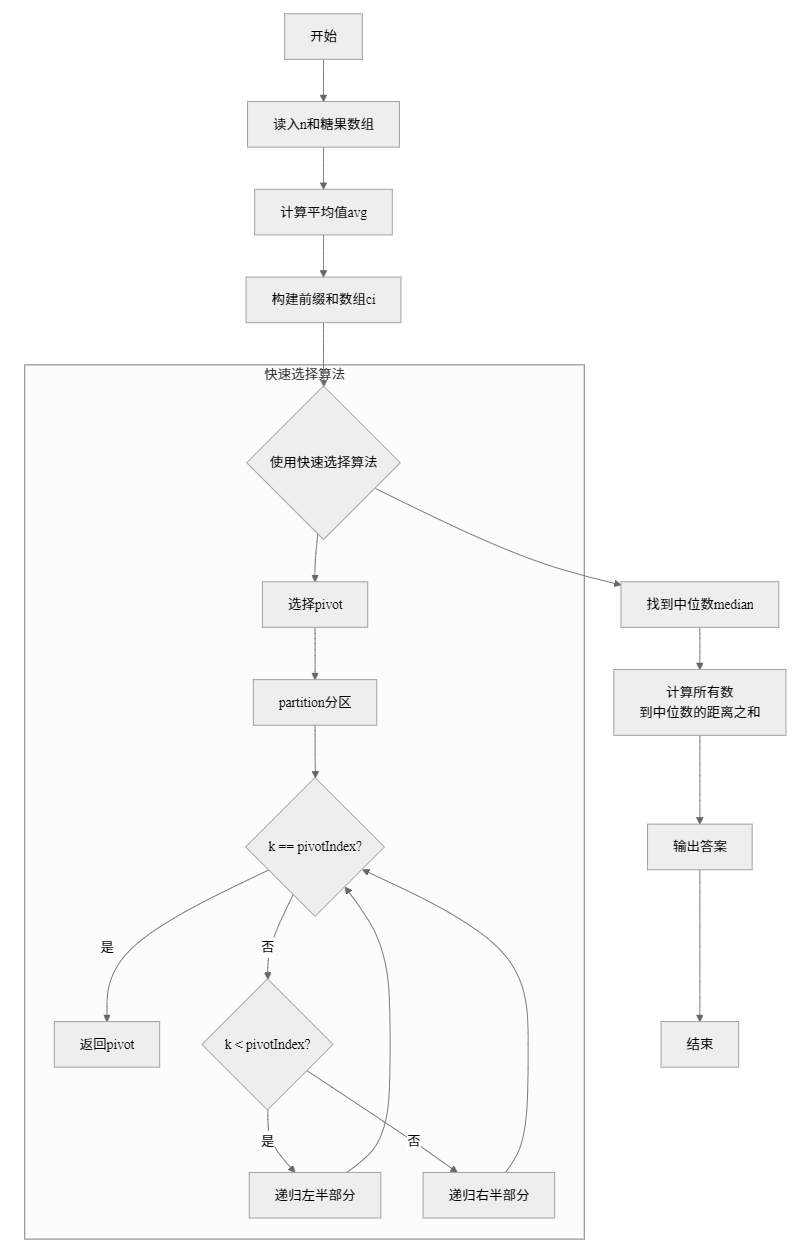 开始
读入n和糖果数组
计算平均值avg
构建前缀和数组ci
快速选择算法
使用快速选择算法
选择pivot
找到中位数median
partition分区
计算所有数
到中位数的距离之和
k == pivotIndex?
输出答案
是
否
返回pivot
k < pivotIndex?
结束
是
否
递归左半部分
递归右半部分